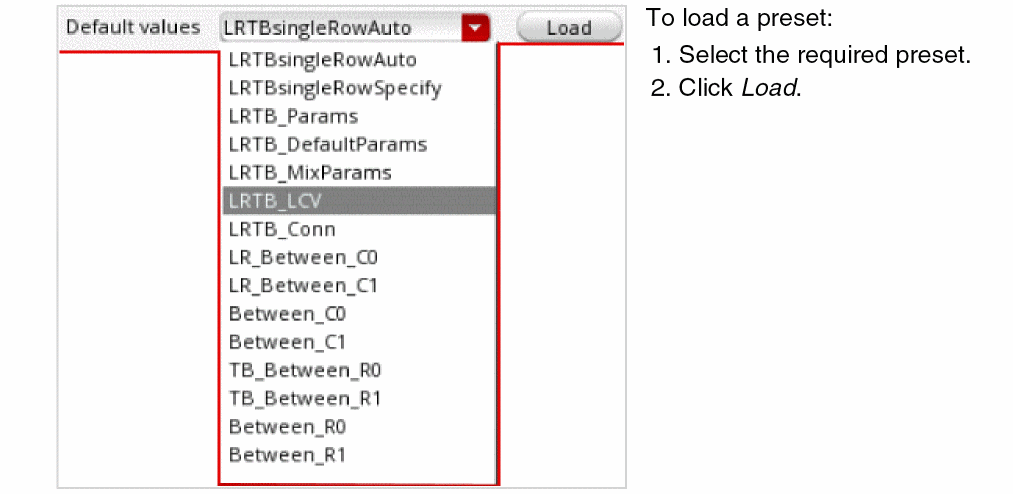 Default values LRTBsingleRowAuto Load
LRTBsingleRowAuto
LRTBsingleRowSpecify
LRTB_Params
LRTB_DefaultParams
LRTB_MixParams
LRTB_LCV
LRTB_Conn
LR_Between_C0
LR_Between_C1
Between_C0
Between_C1
TB_Between_R0
TB_Between_R1
Between_R0
Between_R1
To load a preset:
1. Select the required preset.
2. Click Load.